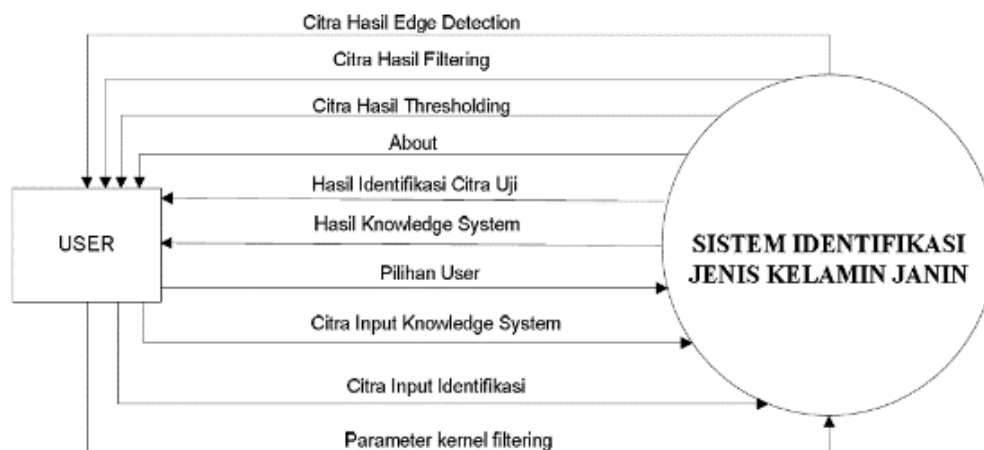 Citra Hasil Edge Detection
Citra Hasil Filtering
Citra Hasil Thresholding
About
Hasil Identifikasi Citra Uji
Hasil Knowledge System
USER
SISTEM IDENTIFIKASI
JENIS KELAMIN JANIN
Pilihan User
Citra Input Knowledge System
Citra Input Identifikasi
Parameter kernel filtering